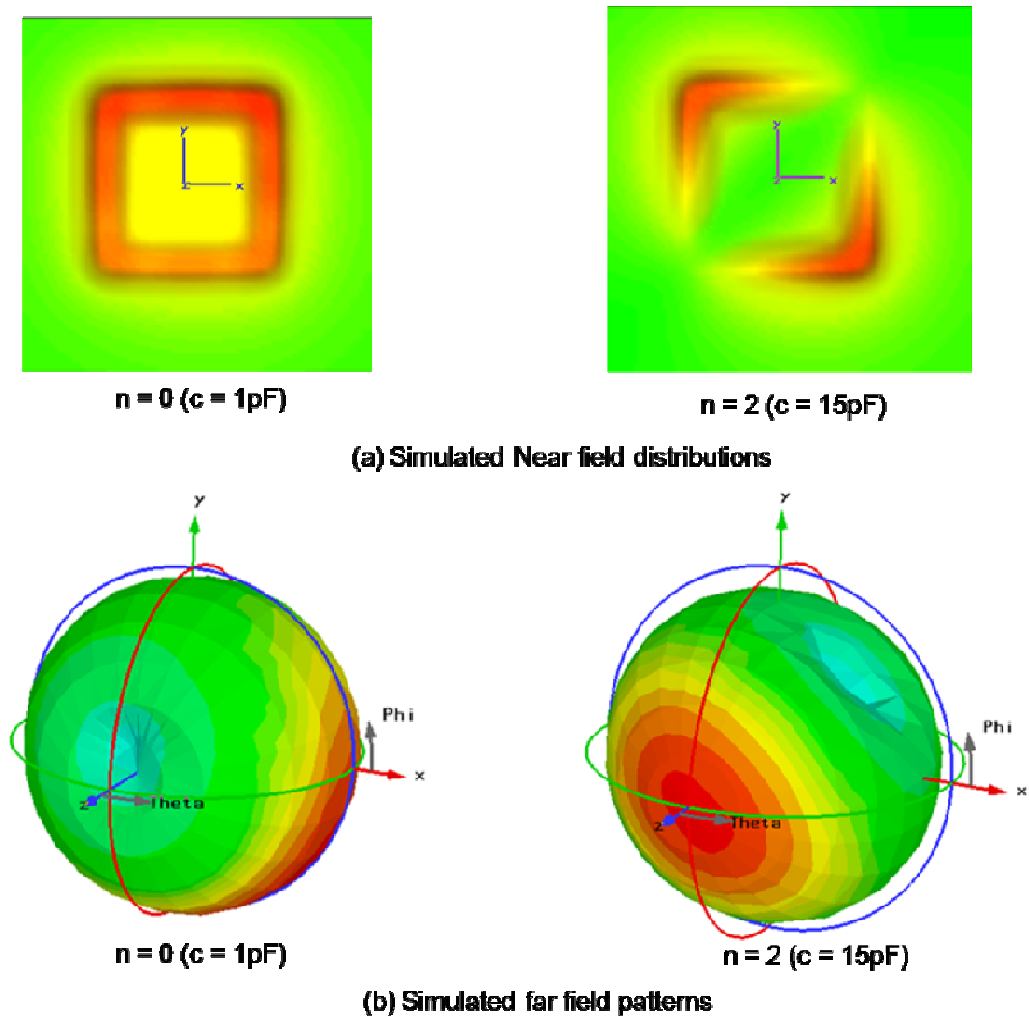 y
z x
y
z x
n = 0 (c = 1pF)
n = 2 (c = 15pF)
(a) Simulated Near field distributions
y
Phi
x
z Theta
Y
Phi
x
z Theta
n = 0 (c = 1pF)
n = 2 (c = 15pF)
(b) Simulated far field patterns